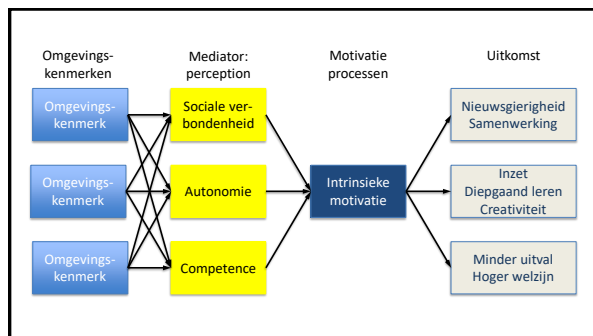 Omgevings-
kenmerken
Mediator:
perception
Motivatie
processen
Uitkomst
Omgevings-
kenmerk
Sociale ver-
bondenheid
Nieuwsgierigheid
Samenwerking
Omgevings-
kenmerk
Autonomie
Intrinsieke
motivatie
Inzet
Diepgaand leren
Creativiteit
Omgevings-
kenmerk
Competence
Minder uitval
Hoger welzijn